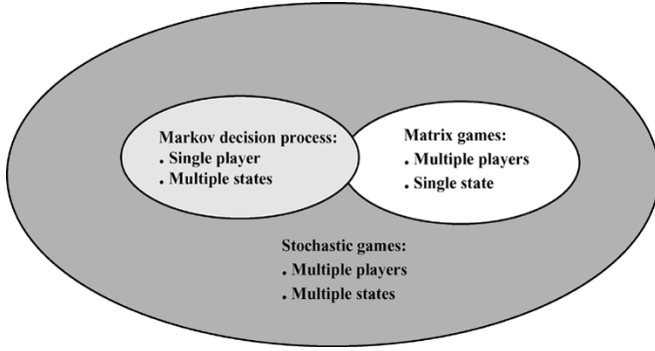 Markov decision process:
. Single player
. Multiple states
Matrix games:
. Multiple players
. Single state
Stochastic games:
. Multiple players
. Multiple states